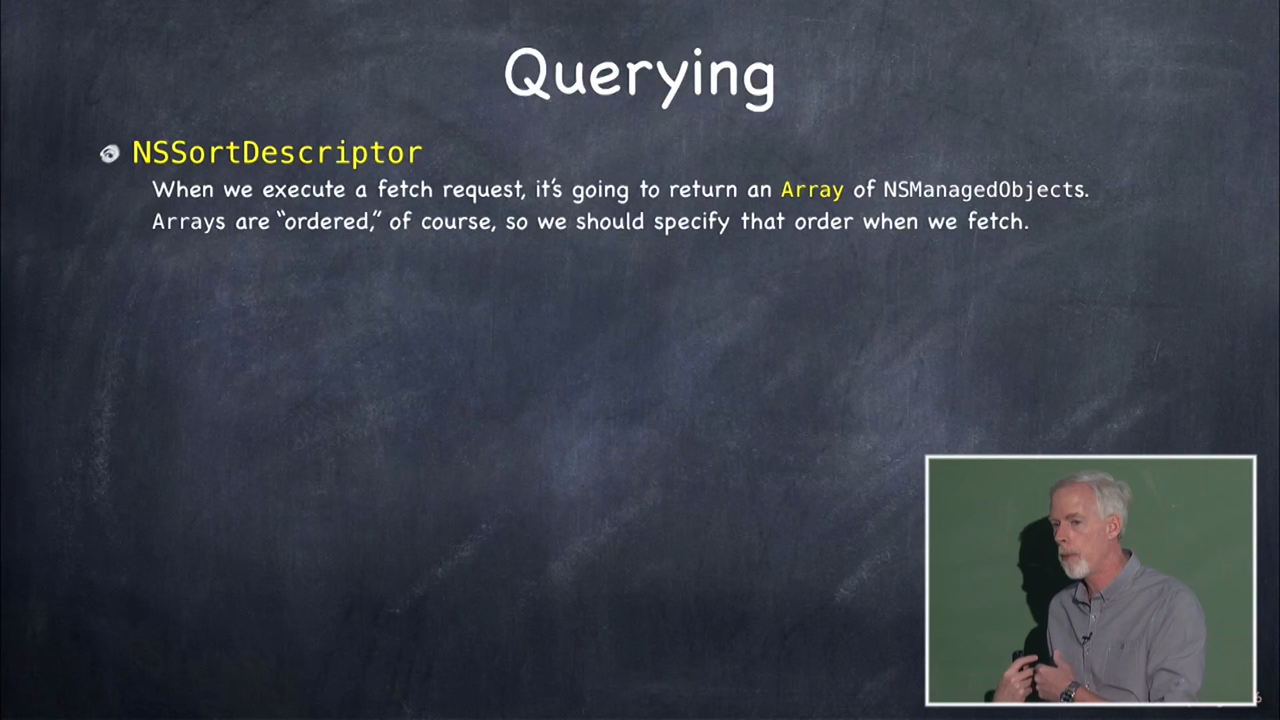 Querying
NSSortDescriptor
When we execute a fetch request, it's going to return an Array of NSManagedObjects.
Arrays are “ordered,” of course, so we should specify that order when we fetch.